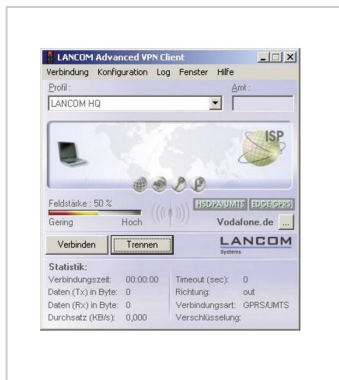 LANCOM Advanced VPN Client
Verbindung Konfiguration Log Fenster Hilfe
Profil: Amt:
LANCOM HQ
ISP
Feldstärke : 50 % HSDPA/UMTS EDGE/GPRS
Gering Hoch Vodafone.de ...
Verbinden Trennen LANCOM
Systems
Statistik:
Verbindungszeit: 00:00:00 Timeout (sec): 0
Daten (Tx) in Byte: 0 Richtung: out
Daten (Rx) in Byte: 0 Verbindungsart: GPRS/UMTS
Durchsatz (KB/s): 0,000 Verschlüsselung: